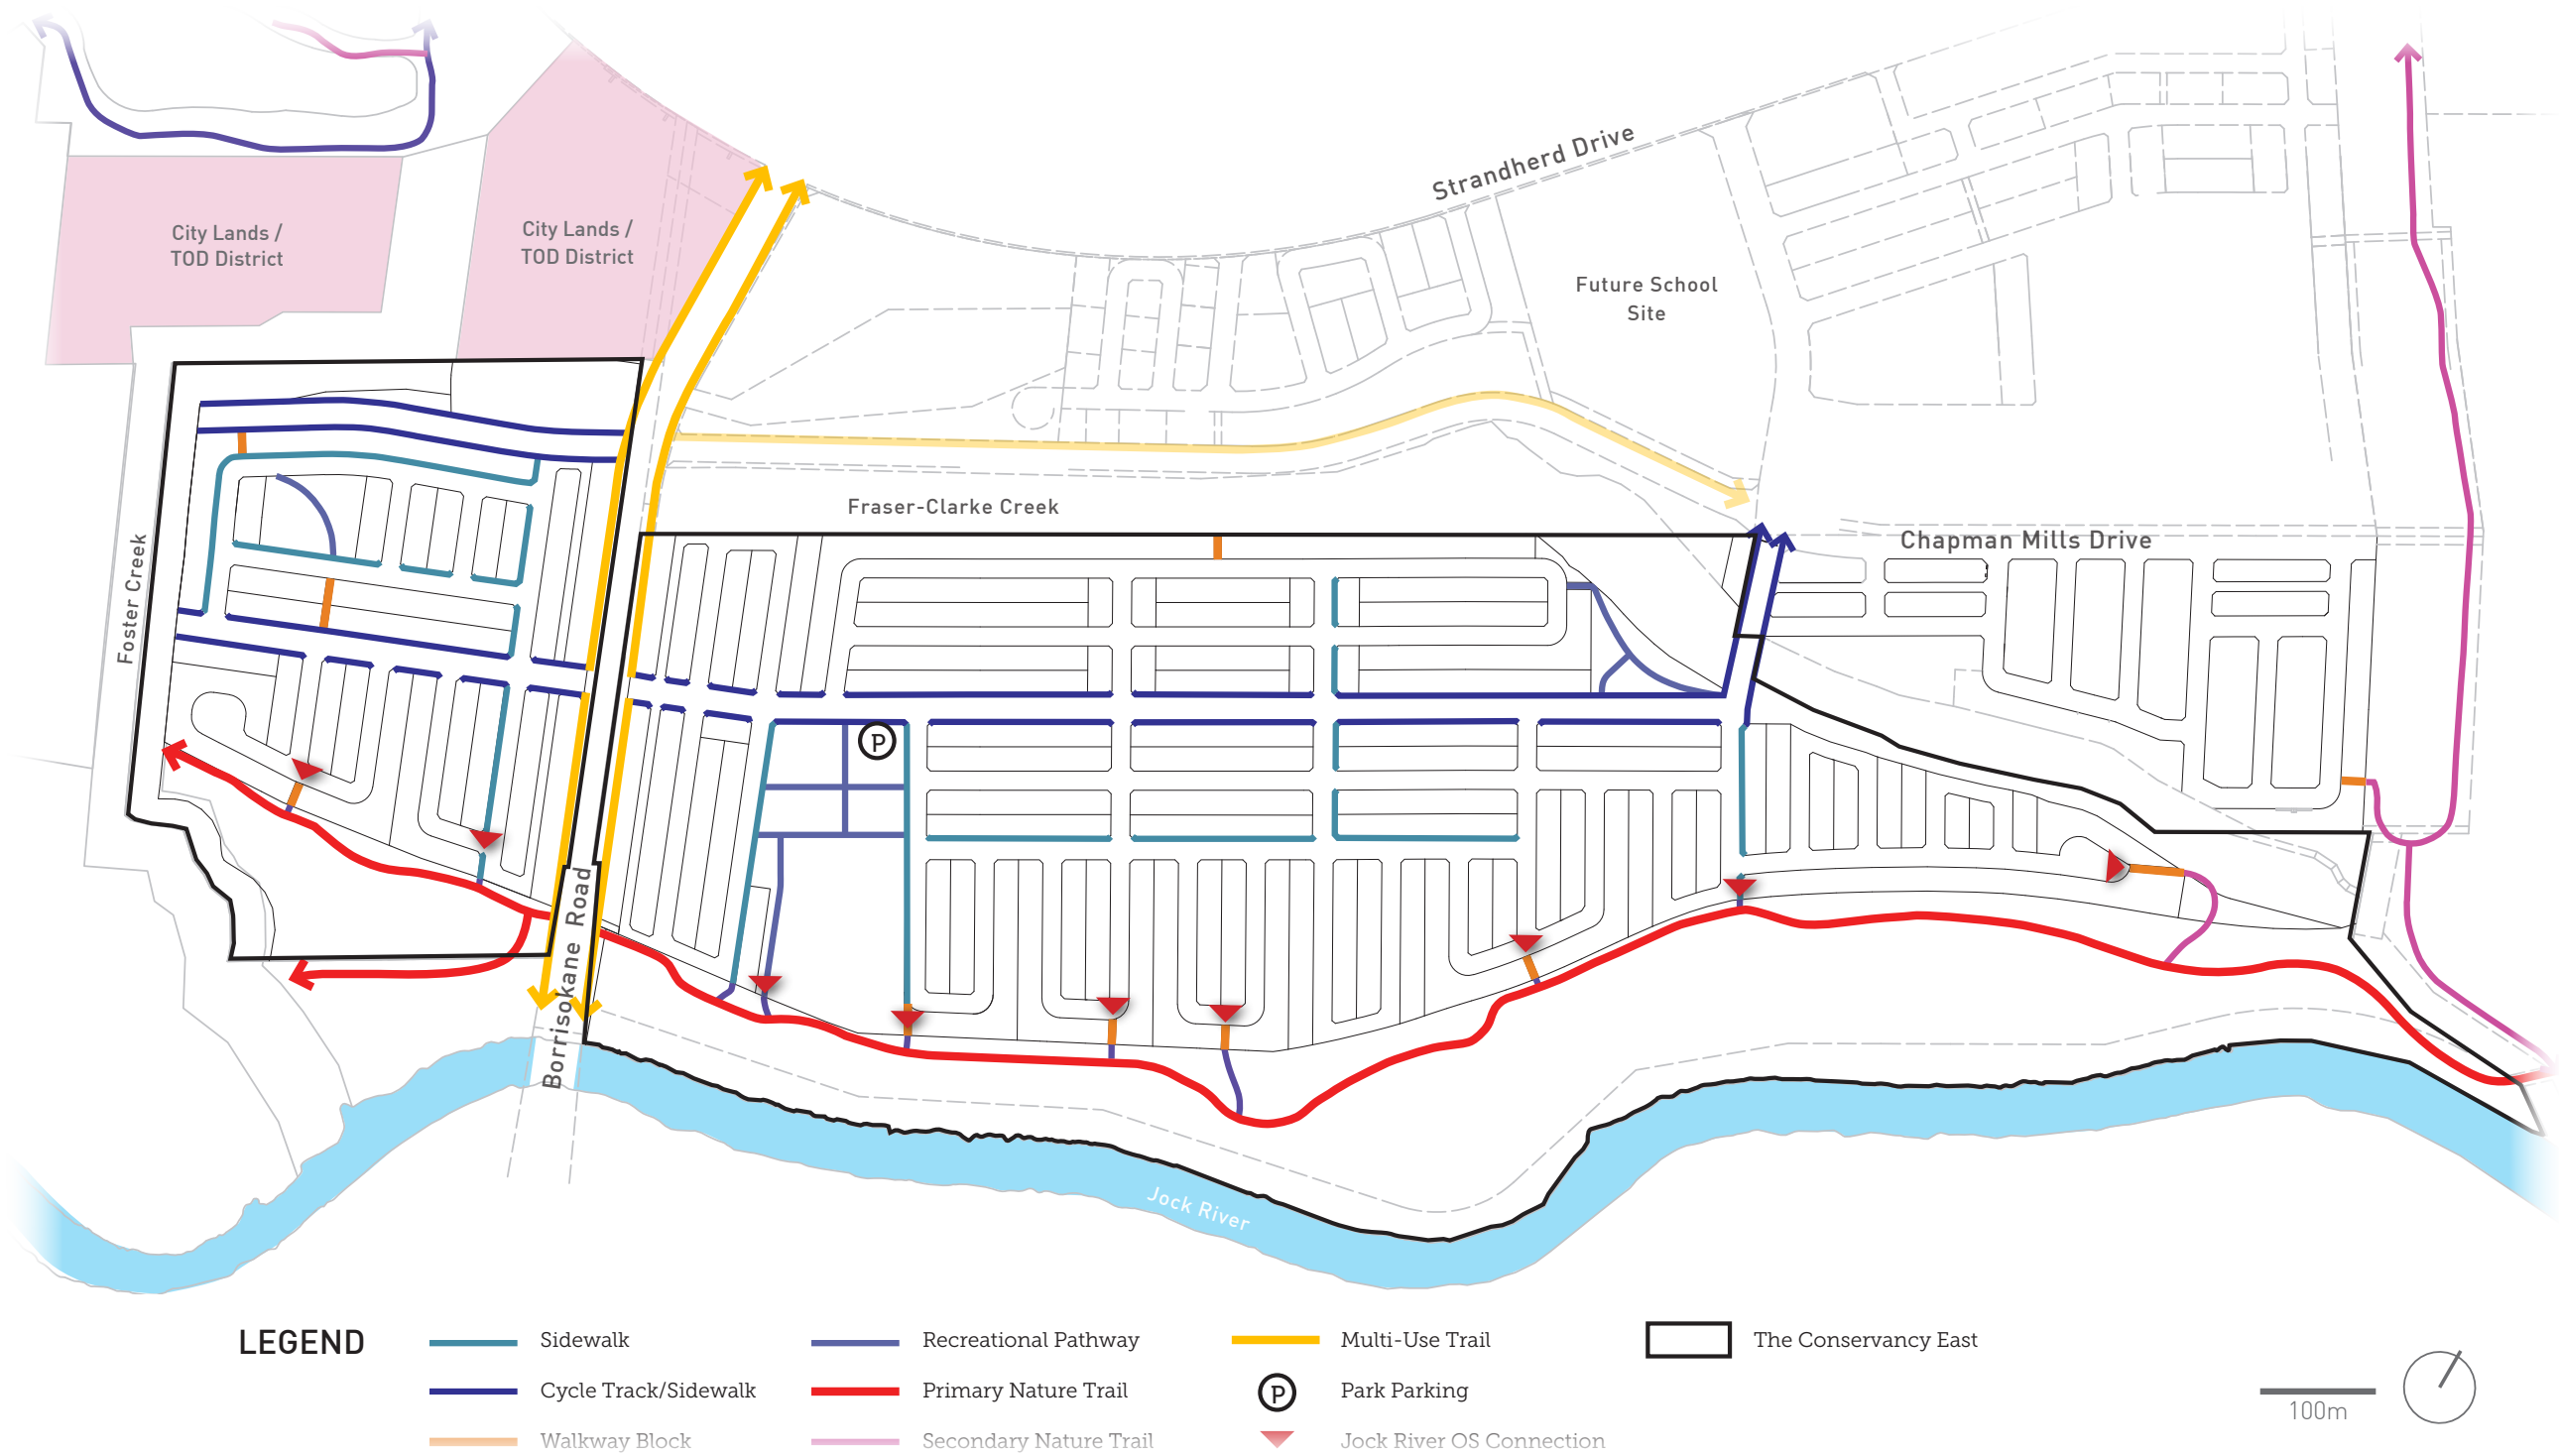 Strandherd Drive
City Lands /
TOD District
City Lands /
TOD District
Future School
Site
Fraser-Clarke Creek
Chapman Mills Drive
Foster Creek
P
Borrisokane Road
Jock River
LEGEND
Sidewalk
Cycle Track/Sidewalk
Walkway Block
Recreational Pathway
Primary Nature Trail
Secondary Nature Trail
Multi-Use Trail
P Park Parking
Jock River OS Connection
The Conservancy East
100m